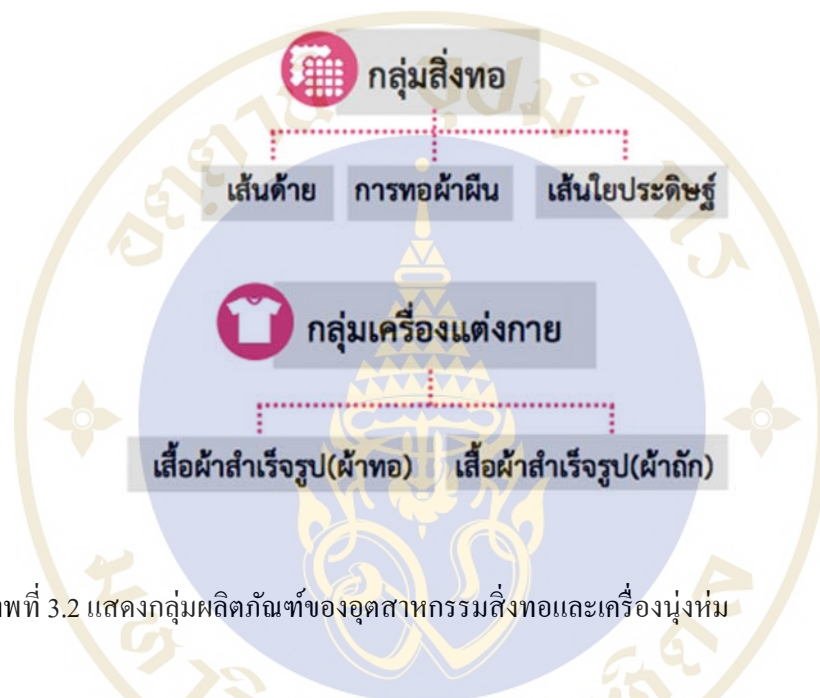 กลุ่มสิ่งทอ
เส้นด้าย การทอผ้าผืน เส้นใยประดิษฐ์
กลุ่มเครื่องแต่งกาย
เสื้อผ้าสำเร็จรูป(ผ้าทอ) เสื้อผ้าสำเร็จรูป(ผ้าถัก)
พที่ 3.2 แสดงกลุ่มผลิตภัณฑ์ของอุตสาหกรรมสิ่งทอและเครื่องนุ่งห่ม